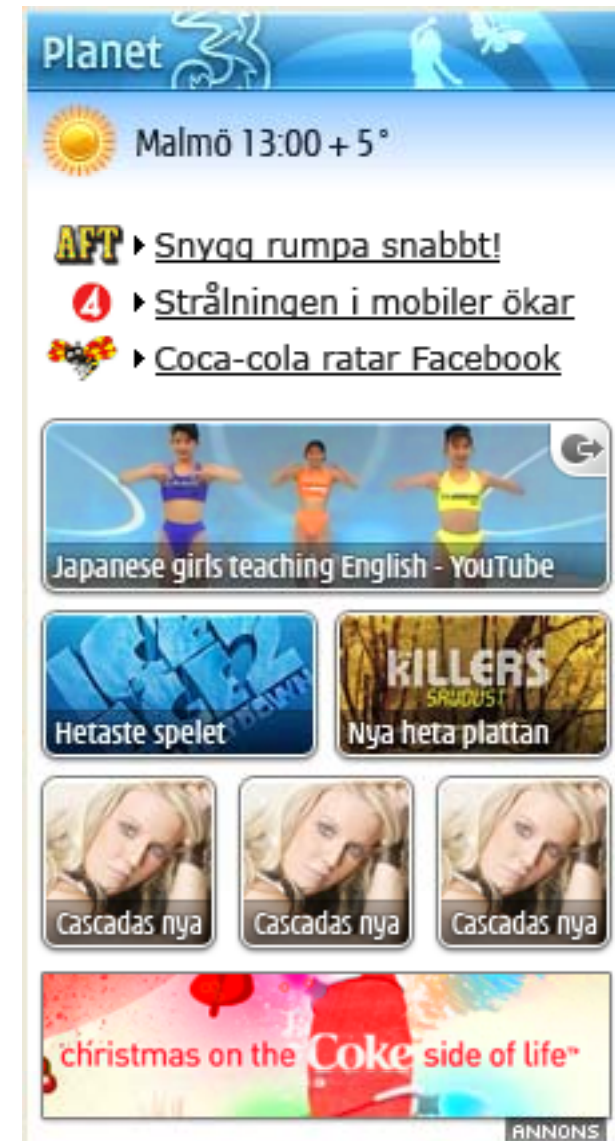 Planet 3
Malmö 13:00 + 5°
AFT Snygg rumpa snabbt!
4 Strålningen i mobiler ökar
Coca-cola ratar Facebook
Japanese girls teaching English - YouTube
Hetaste spelet
KILLERS
SAWDUST
Nya heta plattan
Cascadas nya
Cascadas nya
Cascadas nya
christmas on the Coke side of life™
ANNONS